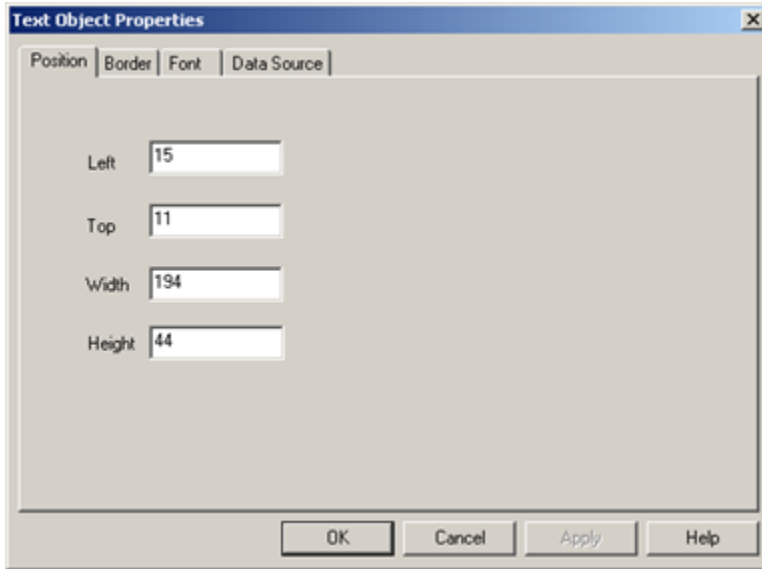 Text Object Properties
Position Border Font Data Source
Left 15
Top 11
Width 194
Height 44
OK Cancel Apply Help